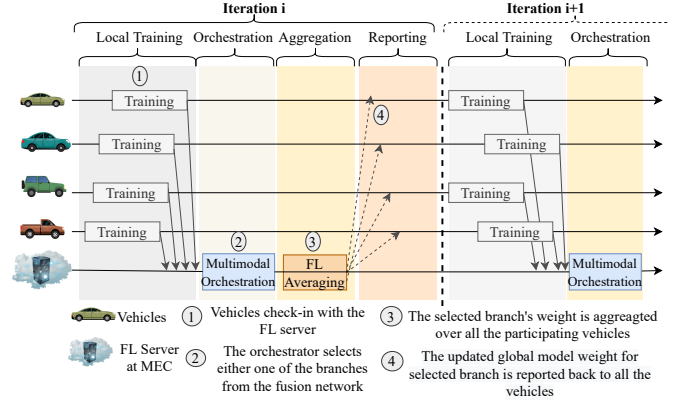 Iteration i
Iteration i+1
Local Training
Orchestration
Aggregation
Reporting
Local Training
Orchestration
1
Training
Training
4
Training
Training
Training
Training
Training
Training
2
3
Multimodal
Orchestration
FL
Averaging
Multimodal
Orchestration
Vehicles
1
Vehicles check-in with the
FL server
3
The selected branch's weight is aggreagted
over all the participating vehicles
FL Server
at MEC
2
The orchestrator selects
either one of the branches
from the fusion network
4
The updated global model weight for
selected branch is reported back to all the
vehicles